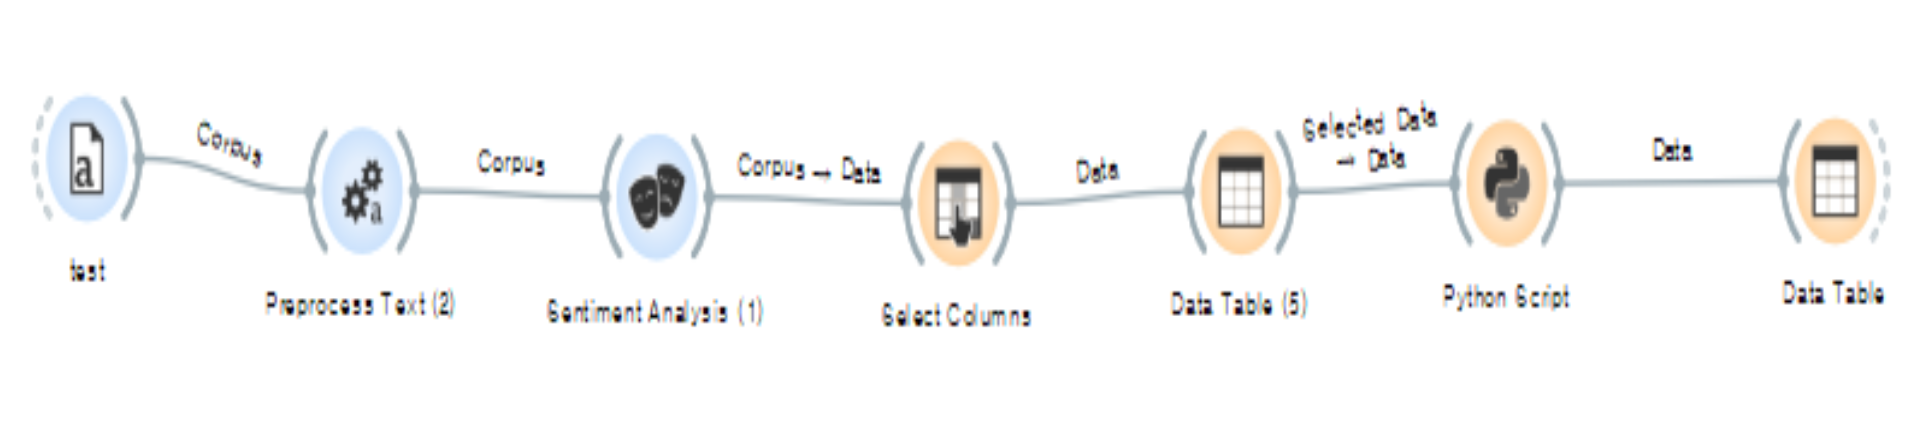 Corpus
Corpus
Corpus → Data
Data
Selected Data
→ Data
Data
a
a
test
Preprocess Text (2)
Sentiment Analysis (1)
Select Columns
Data Table (5)
Python Script
Data Table